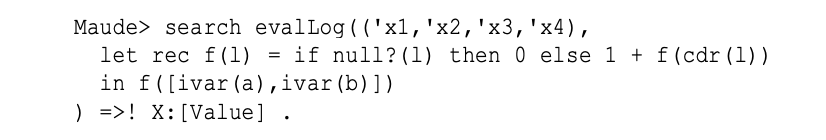 Maude> search evalLog(('x1,'x2,'x3,'x4),
let rec f(l) = if null?(l) then 0 else 1 + f(cdr(l))
in f([ivar(a),ivar(b)])
) =>! X:[Value] .